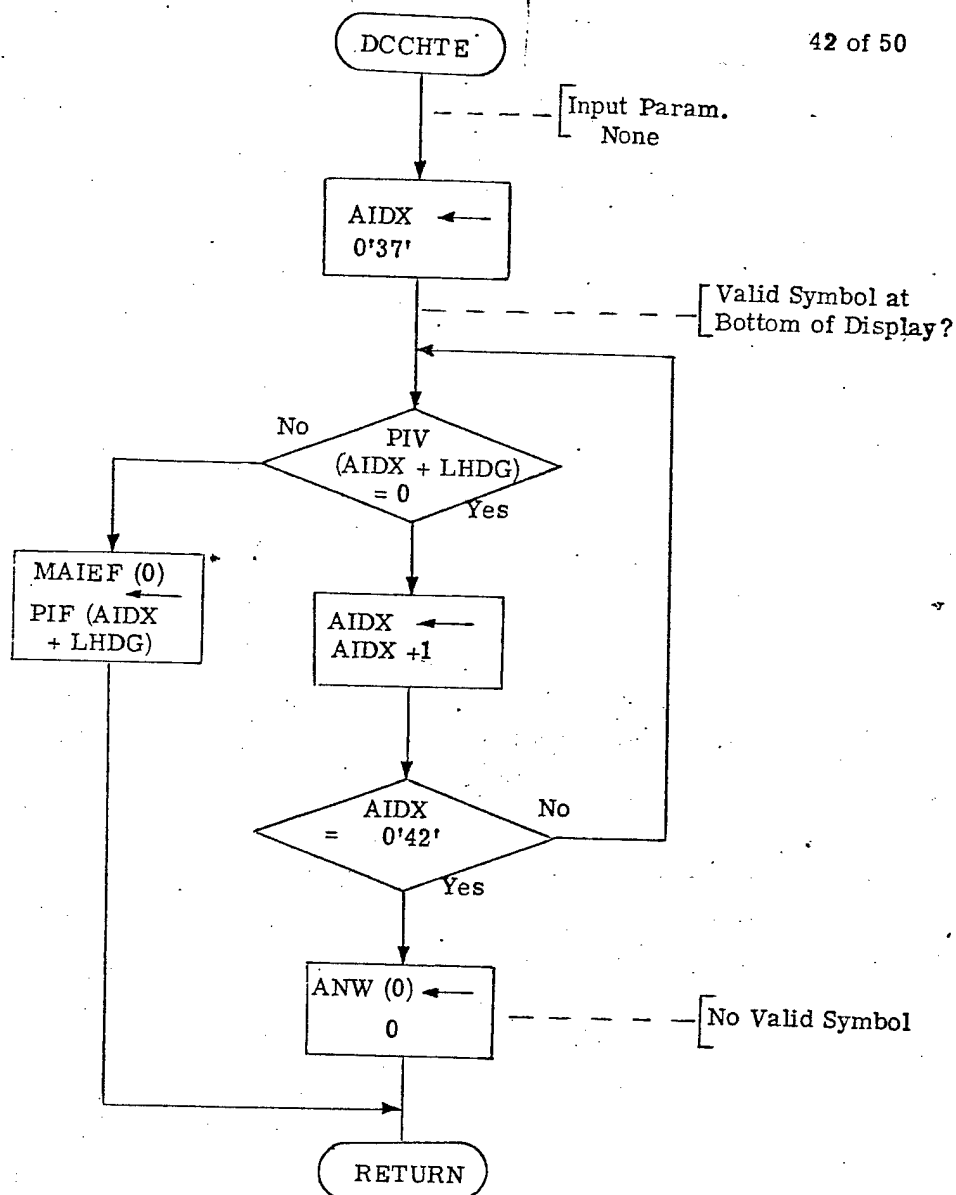 42 of 50
DCCHTE
Input Param.
None
AIDX ←
0'37'
Valid Symbol at
Bottom of Display?
No
PIV
(AIDX + LHDG)
= 0
Yes
MAIEF (0)
←
PIF (AIDX
+ LHDG)
AIDX ←
AIDX +1
AIDX
= 0'42'
No
Yes
ANW (0) ←
0
No Valid Symbol
RETURN